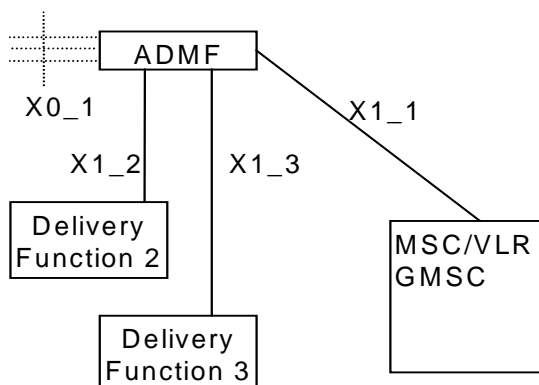 ADMF
X0_1
X1_1
X1_2
X1_3
Delivery
Function 2
MSC/VLR
GMSC
Delivery
Function 3